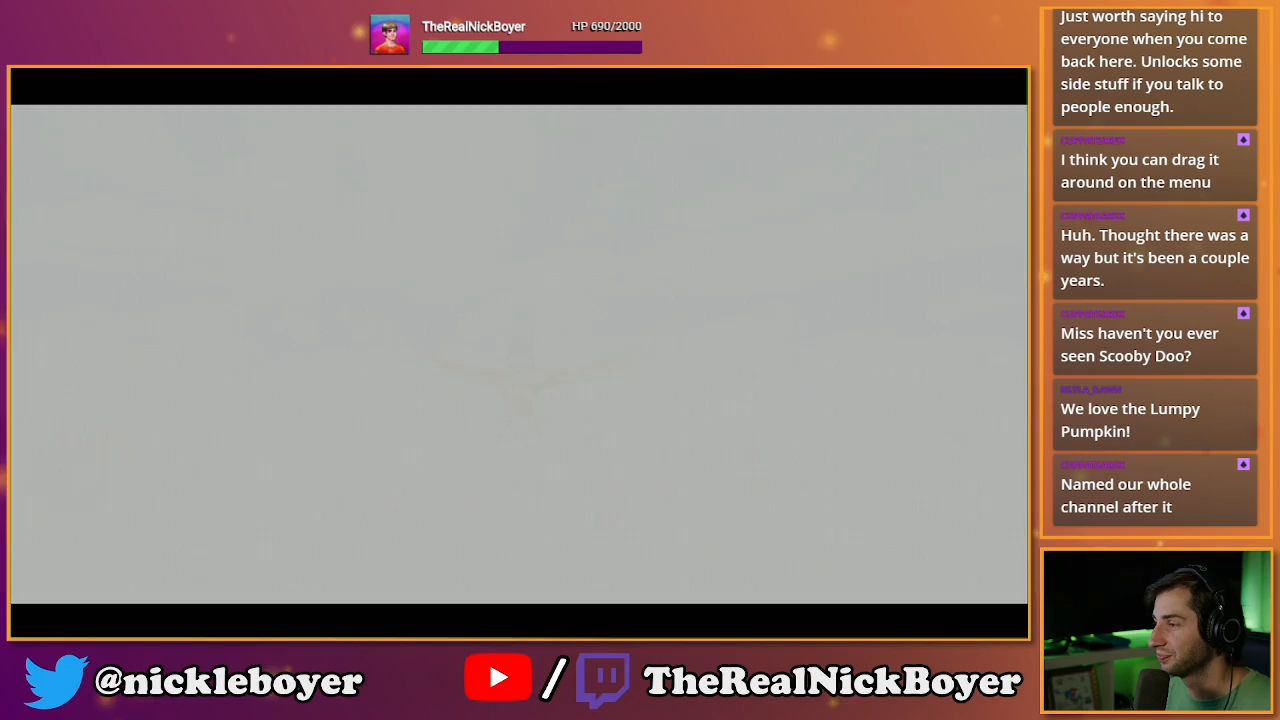 TheRealNickBoyer
HP 690/2000
Just worth saying hi to
everyone when you come
back here. Unlocks some
side stuff if you talk to
people enough.
I think you can drag it
around on the menu
Huh. Thought there was a
way but it's been a couple
years.
Miss haven't you ever
seen Scooby Doo?
We love the Lumpy
Pumpkin!
Named our whole
channel after it
@nickleboyer
/
TheRealNickBoyer